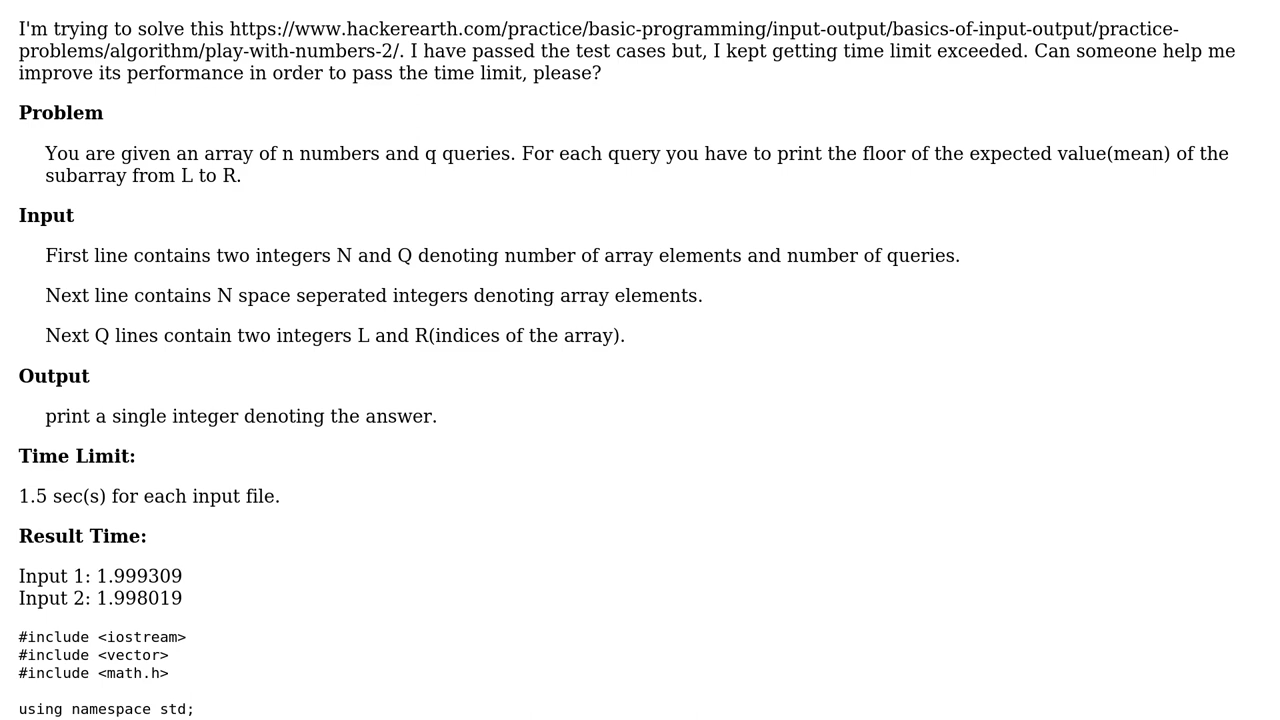 I'm trying to solve this https://www.hackerearth.com/practice/basic-programming/input-output/basics-of-input-output/practice-
problems/algorithm/play-with-numbers-2/. I have passed the test cases but, I kept getting time limit exceeded. Can someone help me
improve its performance in order to pass the time limit, please?
Problem
You are given an array of n numbers and q queries. For each query you have to print the floor of the expected value(mean) of the
subarray from L to R.
Input
First line contains two integers N and Q denoting number of array elements and number of queries.
Next line contains N space seperated integers denoting array elements.
Next Q lines contain two integers L and R(indices of the array).
Output
print a single integer denoting the answer.
Time Limit:
1.5 sec(s) for each input file.
Result Time:
Input 1: 1.999309
Input 2: 1.998019
#include <iostream>
#include <vector>
#include <math.h>
using namespace std;